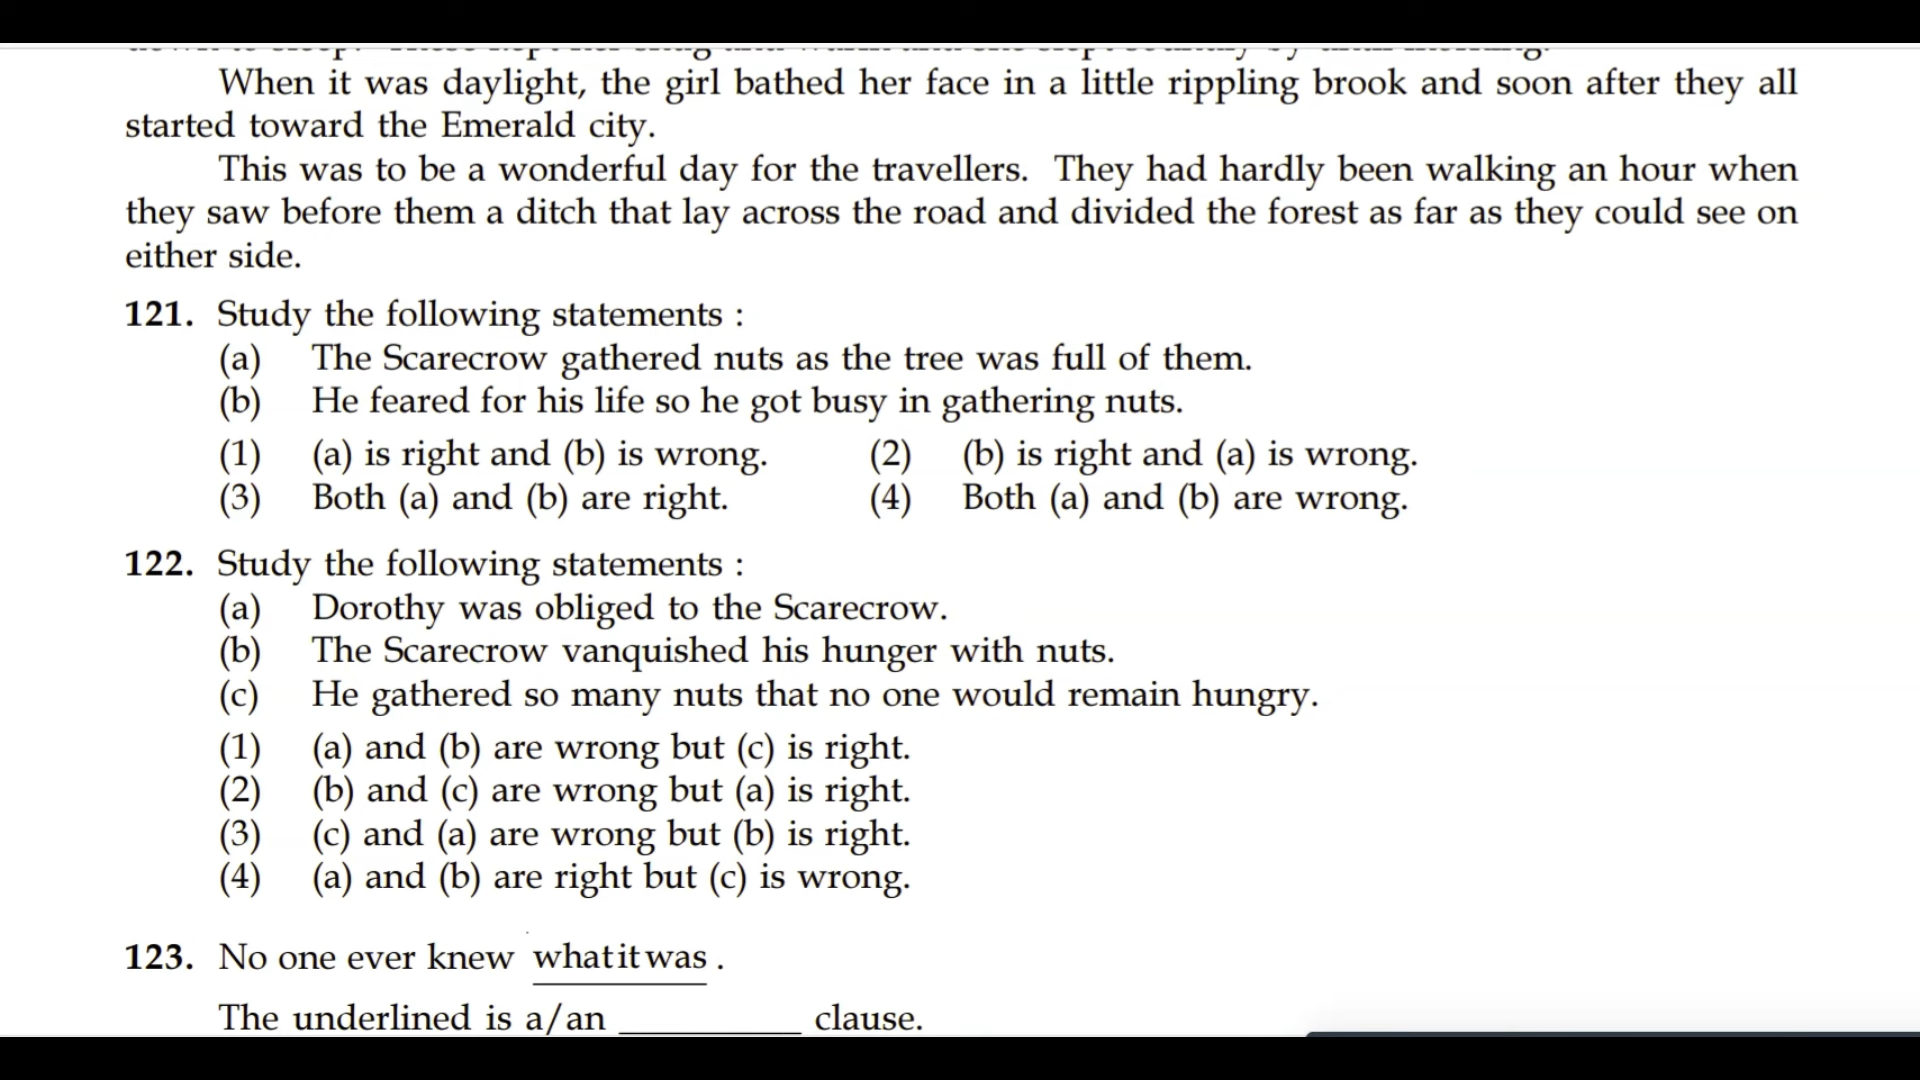 When it was daylight, the girl bathed her face in a little rippling brook and soon after they all
started toward the Emerald city.
This was to be a wonderful day for the travellers. They had hardly been walking an hour when
they saw before them a ditch that lay across the road and divided the forest as far as they could see on
either side.
121. Study the following statements :
(a) The Scarecrow gathered nuts as the tree was full of them.
(b) He feared for his life so he got busy in gathering nuts.
(1) (a) is right and (b) is wrong. (2) (b) is right and (a) is wrong.
(3) Both (a) and (b) are right. (4) Both (a) and (b) are wrong.
122. Study the following statements :
(a) Dorothy was obliged to the Scarecrow.
(b) The Scarecrow vanquished his hunger with nuts.
(c) He gathered so many nuts that no one would remain hungry.
(1) (a) and (b) are wrong but (c) is right.
(2) (b) and (c) are wrong but (a) is right.
(3) (c) and (a) are wrong but (b) is right.
(4) (a) and (b) are right but (c) is wrong.
123. No one ever knew what it was .
The underlined is a/an __________ clause.